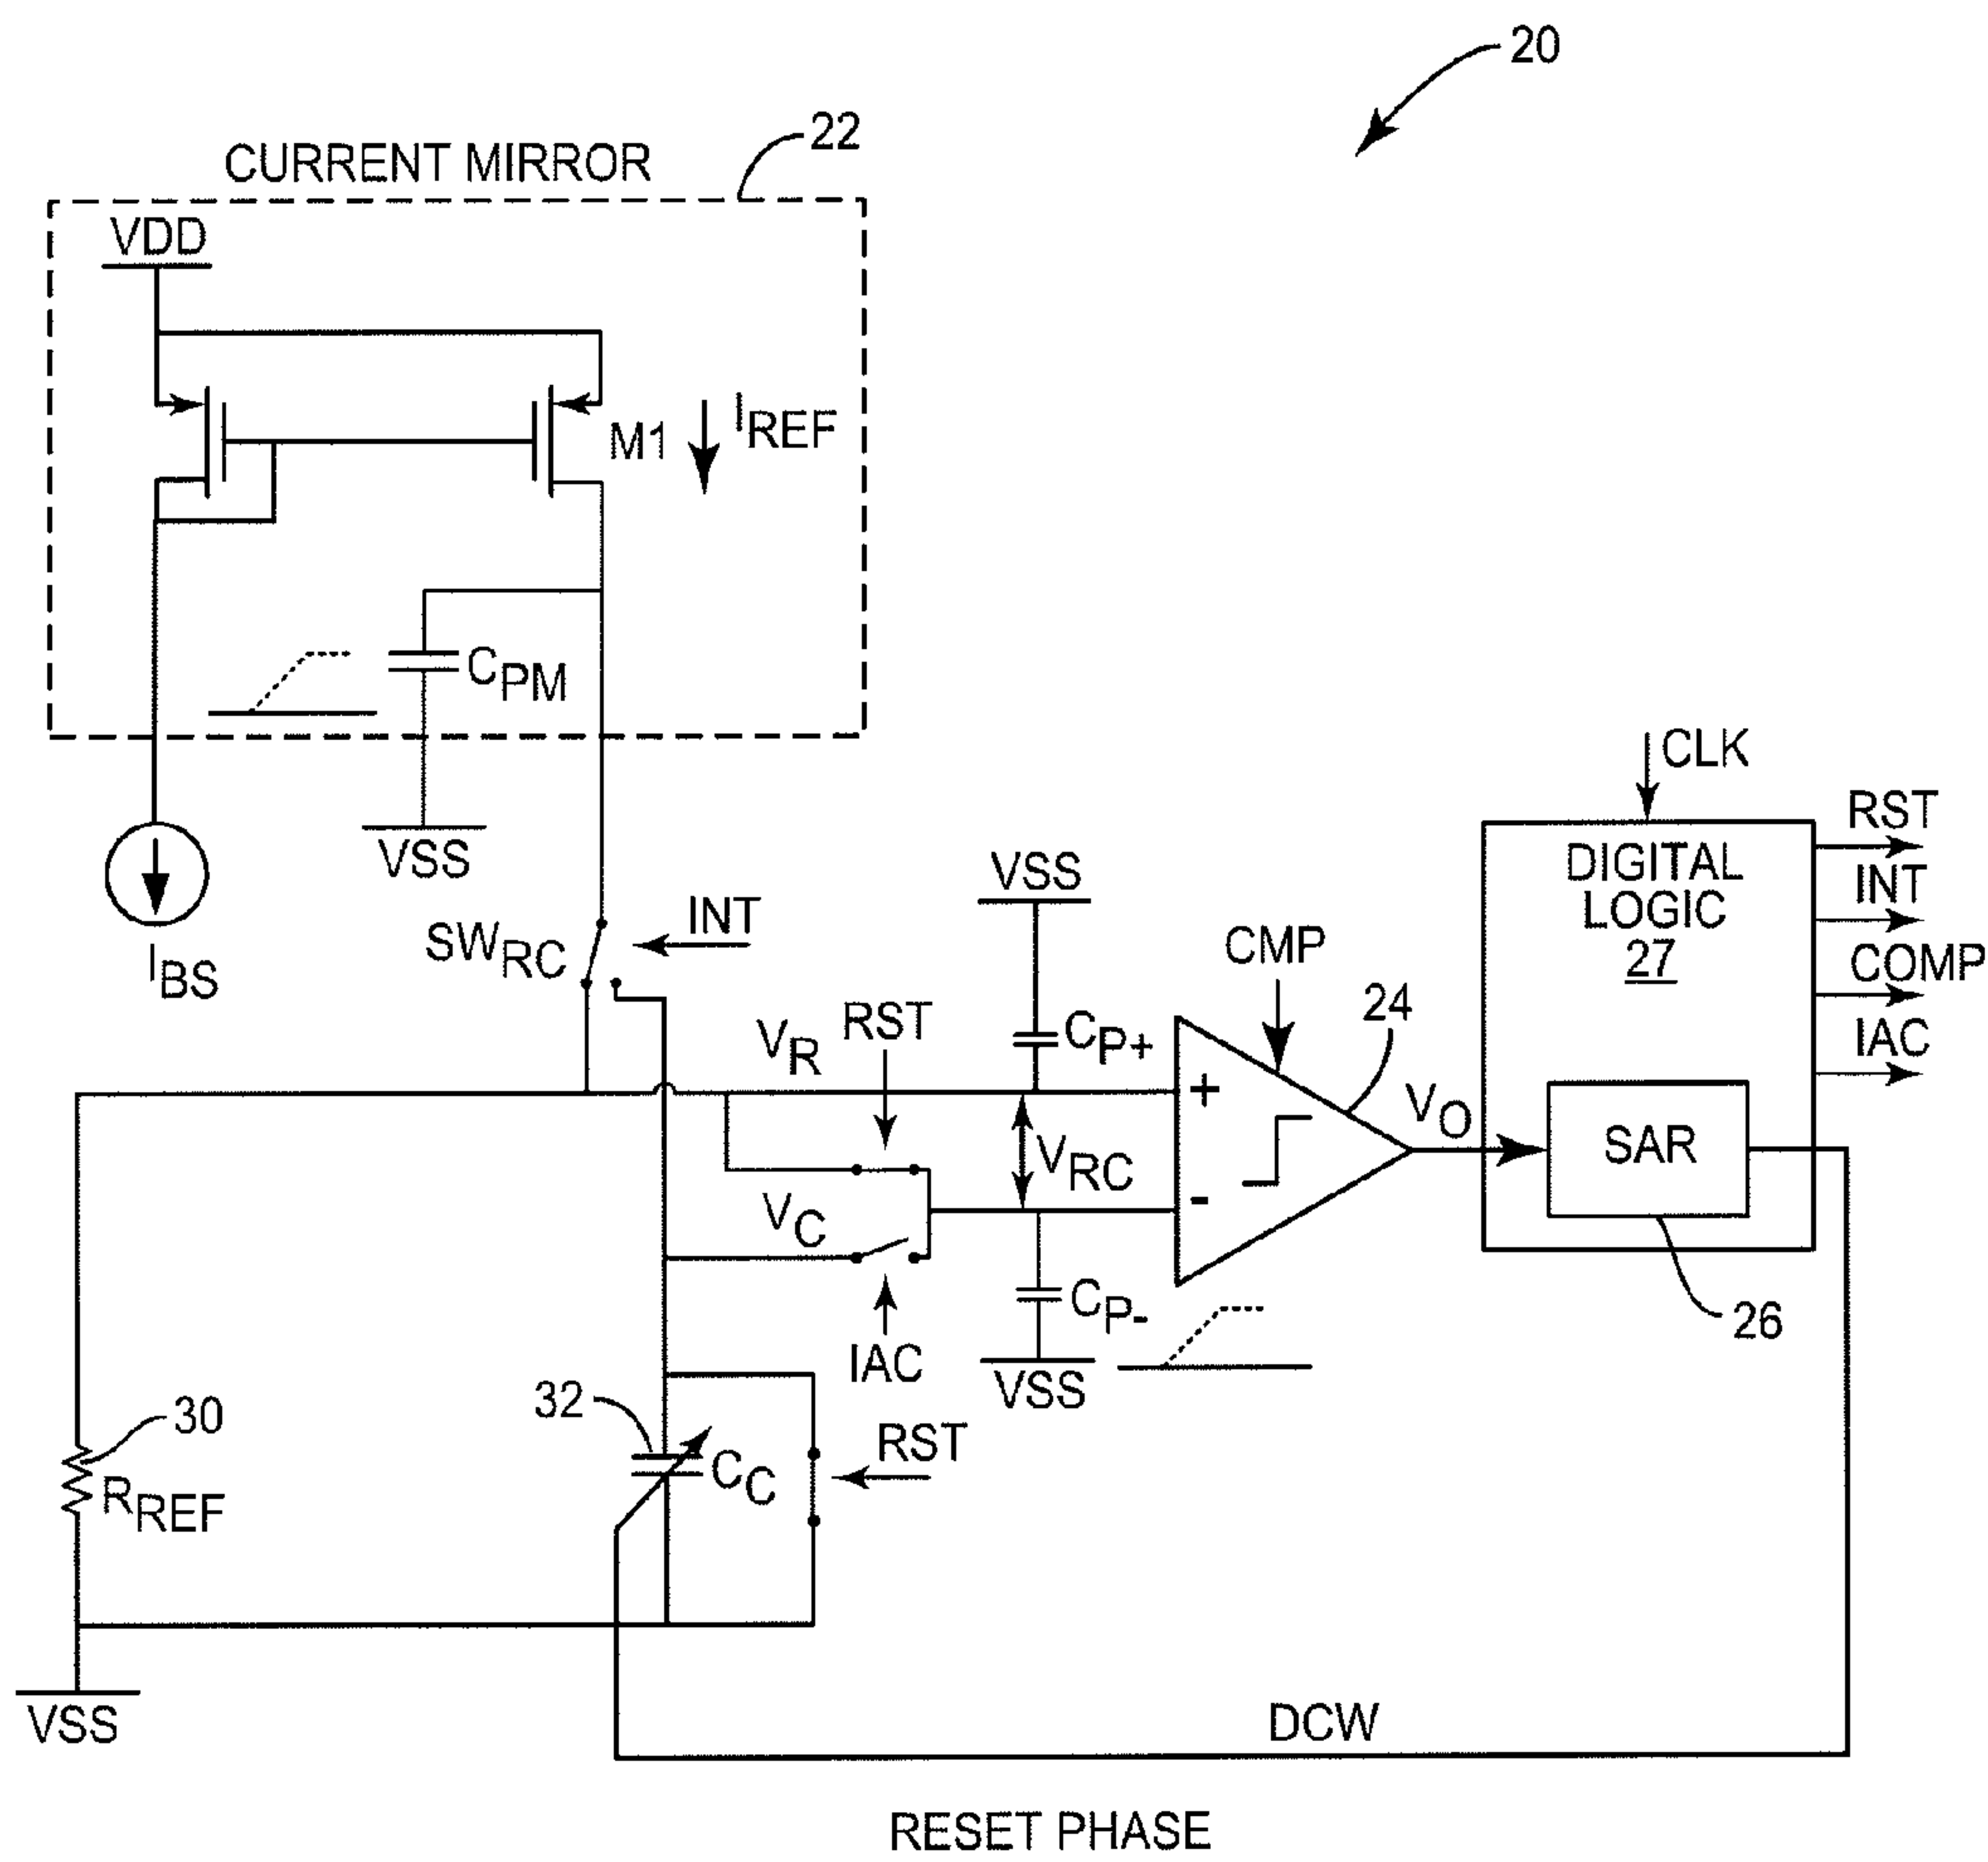 20
22
CURRENT MIRROR
VDD
M1
IREF
CPM
VSS
IBS
SWRC
INT
CLK
RST
DIGITAL
LOGIC
27
INT
COMP
IAC
VSS
CMP
24
CP+
VR
RST
+
VRC
VO
SAR
VC
-
CP-
VSS
IAC
26
32
30
CC
RST
RREF
VSS
DCW
RESET PHASE